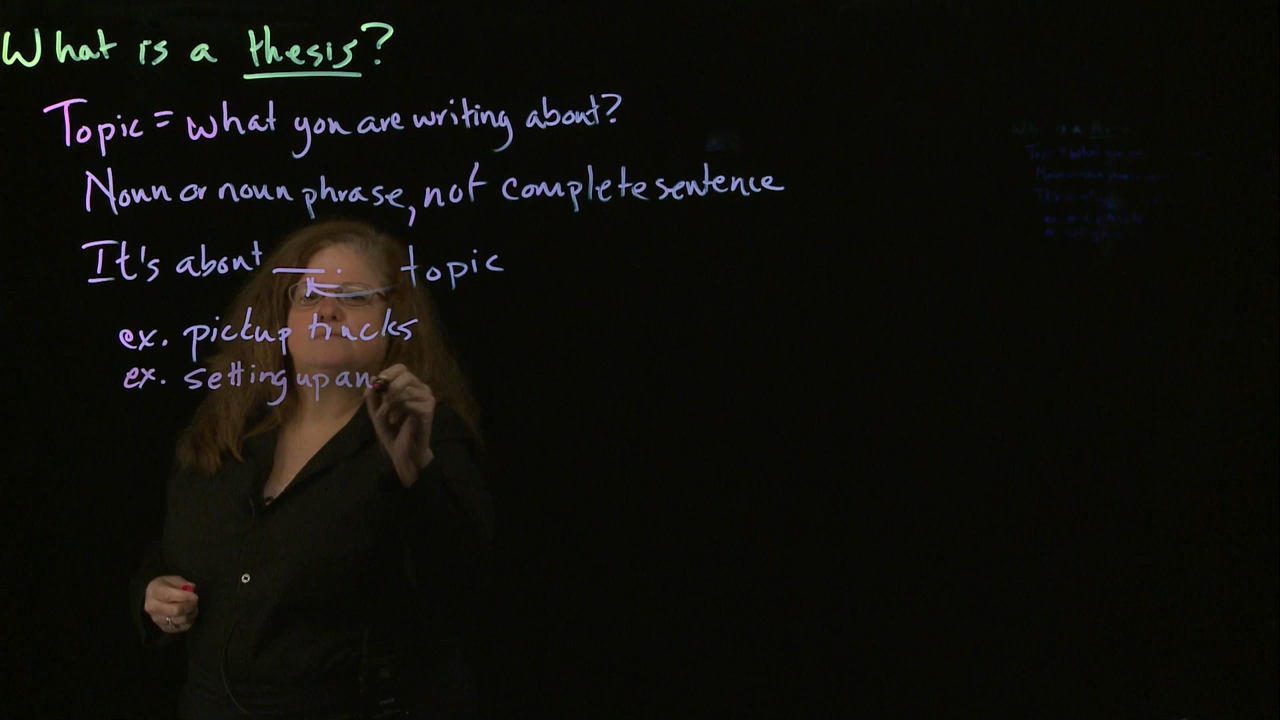 What is a thesis?
Topic = what you are writing about?
Noun or noun phrase, not complete sentence
It's about ___. topic
ex. pickup trucks
ex. setting up an